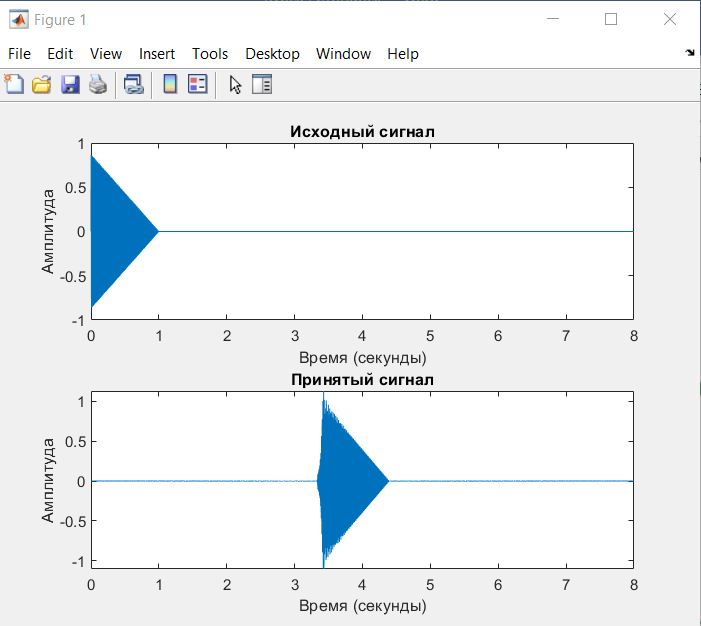 Figure 1
File Edit View Insert Tools Desktop Window Help
Исходный сигнал
1
0.5
0
-0.5
-1
Амплитуда
0 1 2 3 4 5 6 7 8
Время (секунды)
Принятый сигнал
1
0.5
0
-0.5
-1
Амплитуда
0 1 2 3 4 5 6 7 8
Время (секунды)